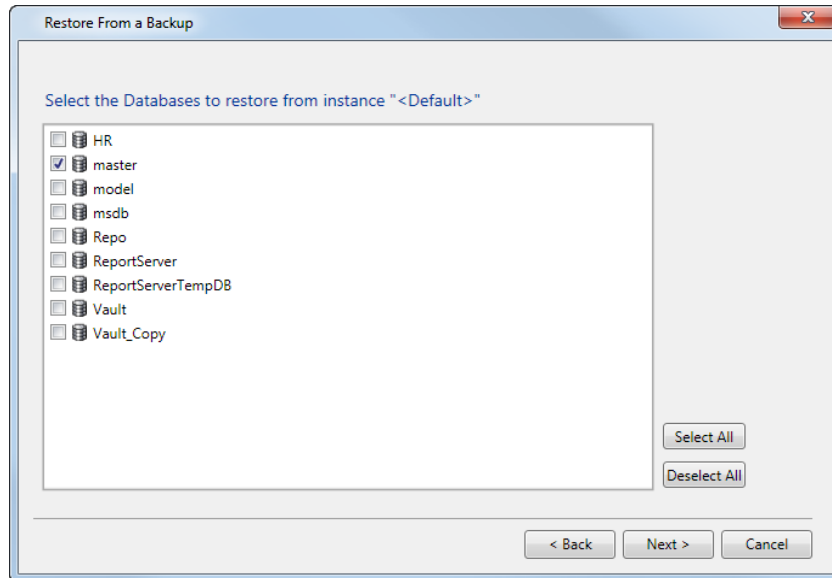 Restore From a Backup
Select the Databases to restore from instance "<Default>"
HR
master
model
msdb
Repo
ReportServer
ReportServerTempDB
Vault
Vault_Copy
Select All
Deselect All
< Back Next > Cancel